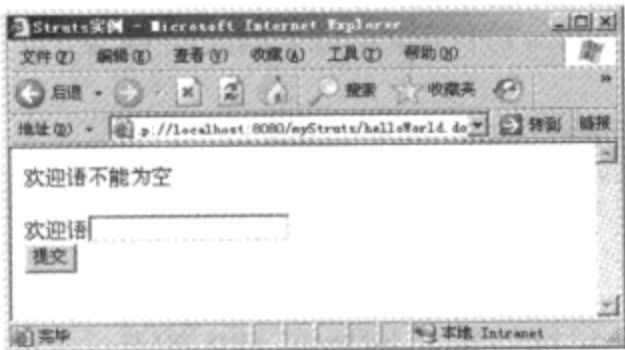 Struts实例 - Microsoft Internet Explorer
文件(F) 编辑(E) 查看(V) 收藏(A) 工具(T) 帮助(H)
后退 搜索 收藏夹 »
地址(D) p://localhost:8080/myStruts/helloWorld.do 转到 链接
欢迎语不能为空
欢迎语
提交
完毕 本地 Intranet